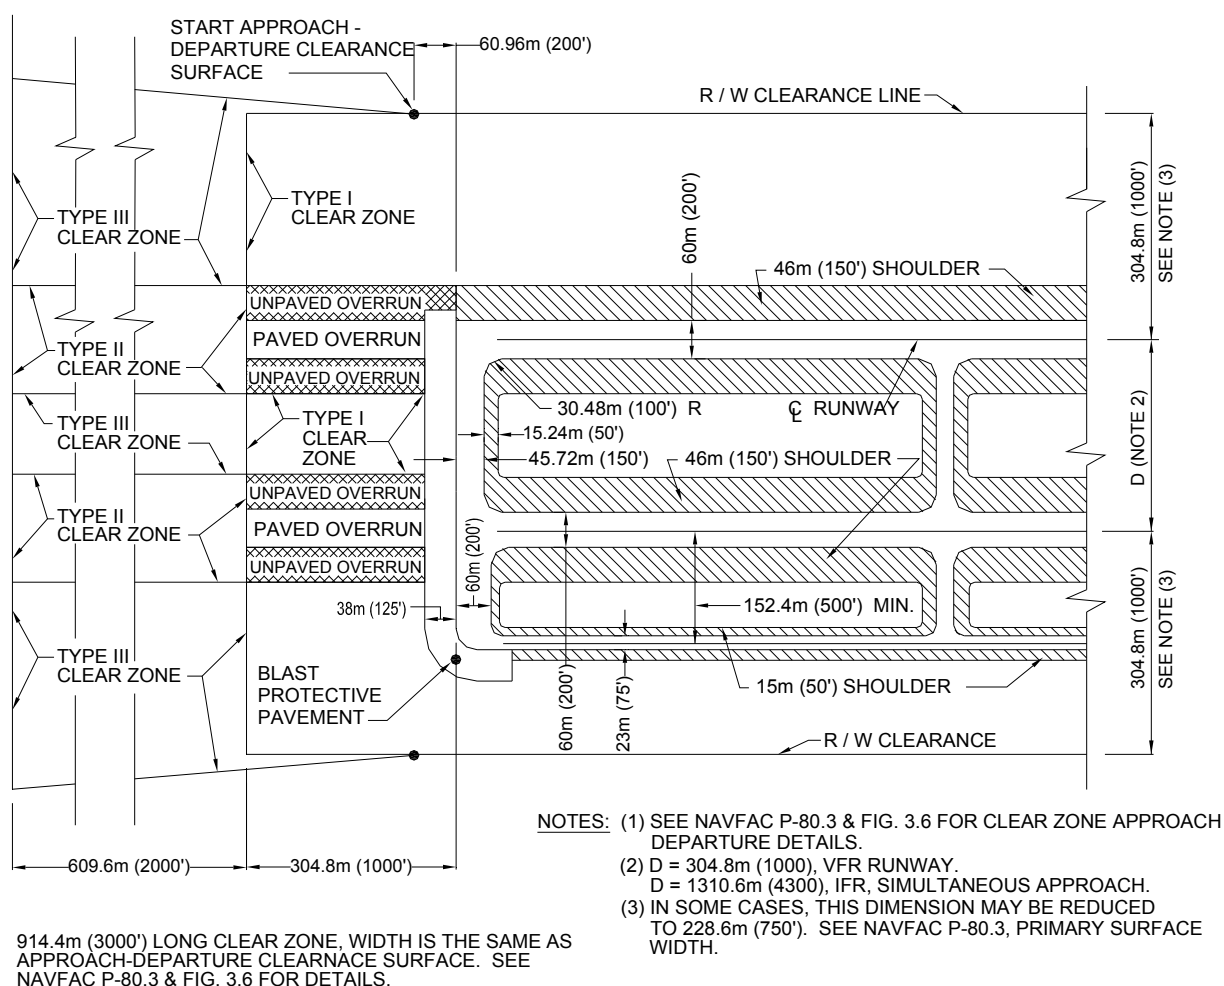 START APPROACH -
DEPARTURE CLEARANCE
SURFACE
60.96m (200')
R / W CLEARANCE LINE
TYPE I
CLEAR ZONE
TYPE III
CLEAR ZONE
60m (200')
304.8m (1000')
SEE NOTE (3)
46m (150') SHOULDER
UNPAVED OVERRUN
PAVED OVERRUN
UNPAVED OVERRUN
TYPE II
CLEAR ZONE
30.48m (100') R
℄ RUNWAY
D (NOTE 2)
TYPE III
CLEAR ZONE
TYPE I
CLEAR
ZONE
15.24m (50')
45.72m (150')
46m (150') SHOULDER
UNPAVED OVERRUN
PAVED OVERRUN
UNPAVED OVERRUN
TYPE II
CLEAR ZONE
60m (200')
38m (125')
152.4m (500') MIN.
304.8m (1000')
SEE NOTE (3)
TYPE III
CLEAR ZONE
BLAST
PROTECTIVE
PAVEMENT
60m (200')
23m (75')
15m (50') SHOULDER
R / W CLEARANCE
609.6m (2000')
304.8m (1000')
NOTES: (1) SEE NAVFAC P-80.3 & FIG. 3.6 FOR CLEAR ZONE APPROACH
DEPARTURE DETAILS.
(2) D = 304.8m (1000), VFR RUNWAY.
D = 1310.6m (4300), IFR, SIMULTANEOUS APPROACH.
(3) IN SOME CASES, THIS DIMENSION MAY BE REDUCED
TO 228.6m (750'). SEE NAVFAC P-80.3, PRIMARY SURFACE
WIDTH.
914.4m (3000') LONG CLEAR ZONE, WIDTH IS THE SAME AS
APPROACH-DEPARTURE CLEARNACE SURFACE. SEE
NAVFAC P-80.3 & FIG. 3.6 FOR DETAILS.